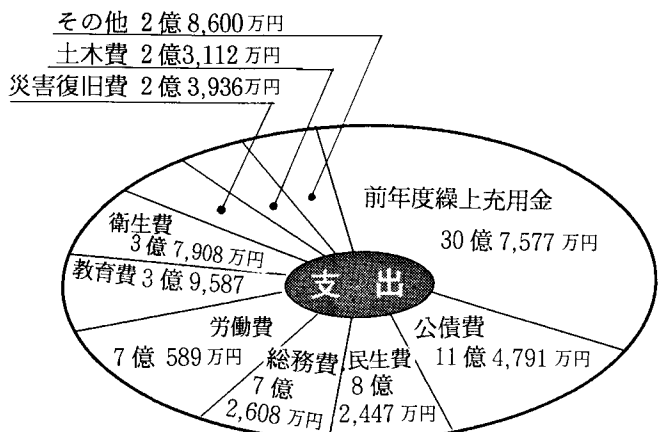 その他 2億 8,600万円
土木費 2億3,112万円
災害復旧費 2億 3,936万円
前年度繰上充用金
30億 7,577万円
衛生費
3億 7,908万円
教育費 3億 9,587
支 出
労働費
7億 589万円
総務費
7億
2,608万円
民生費
8億
2,447万円
公債費
11億 4,791万円